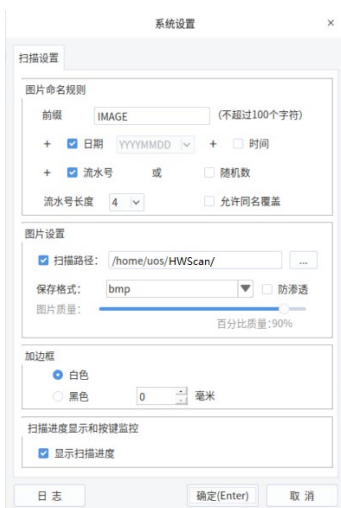 系统设置 ×
扫描设置
图片命名规则
前缀 IMAGE (不超过100个字符)
+ 日期 YYYYMMDD + 时间
+ 流水号 或 随机数
流水号长度 4 允许同名覆盖
图片设置
扫描路径: /home/uos/HWScan/ ...
保存格式: bmp 防渗透
图片质量:
百分比质量:90%
加边框
白色
黑色 0 毫米
扫描进度显示和按键监控
显示扫描进度
日志 确定(Enter) 取消